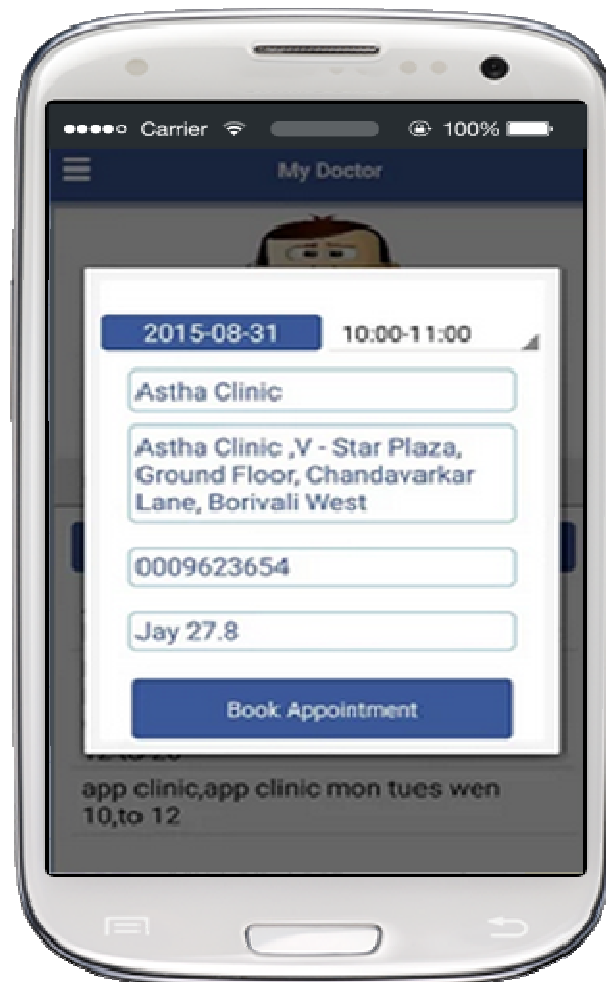 Carrier 100%
My Doctor
2015-08-31 10:00-11:00
Astha Clinic
Astha Clinic ,V - Star Plaza,
Ground Floor, Chandavarkar
Lane, Borivali West
0009623654
Jay 27.8
Book Appointment
app clinic,app clinic mon tues wen
10,to 12